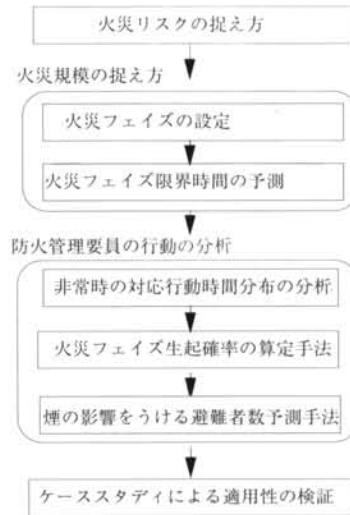 火災リスクの捉え方
火災規模の捉え方
火災フェイズの設定
火災フェイズ限界時間の予測
防火管理要員の行動の分析
非常時の対応行動時間分布の分析
火災フェイズ生起確率の算定手法
煙の影響をうける避難者数予測手法
ケーススタディによる適用性の検証